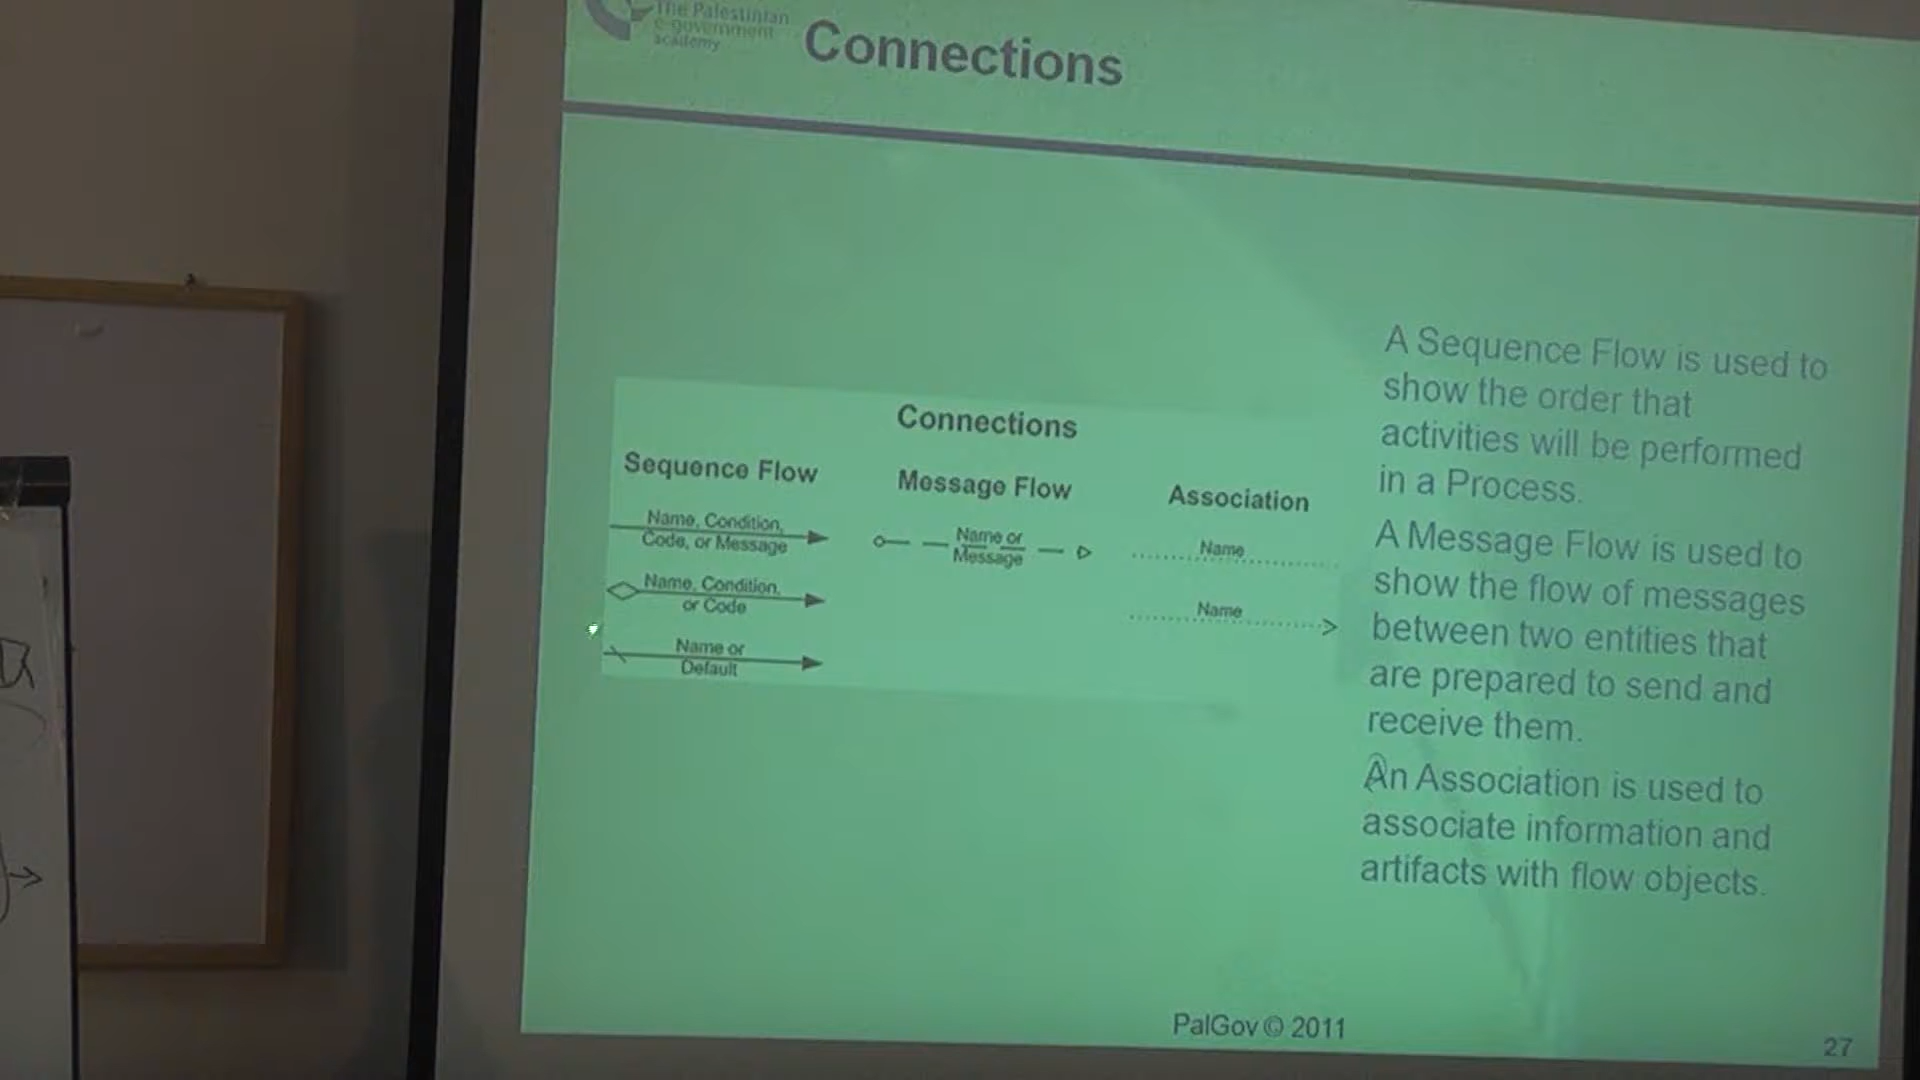 The Palestinian
e-government
academy
Connections
Connections
Sequence Flow
Name, Condition,
Code, or Message
Name, Condition,
or Code
Name or
Default
Message Flow
Name or
Message
Association
Name
Name
A Sequence Flow is used to
show the order that
activities will be performed
in a Process.
A Message Flow is used to
show the flow of messages
between two entities that
are prepared to send and
receive them.
An Association is used to
associate information and
artifacts with flow objects.
PalGov © 2011
27